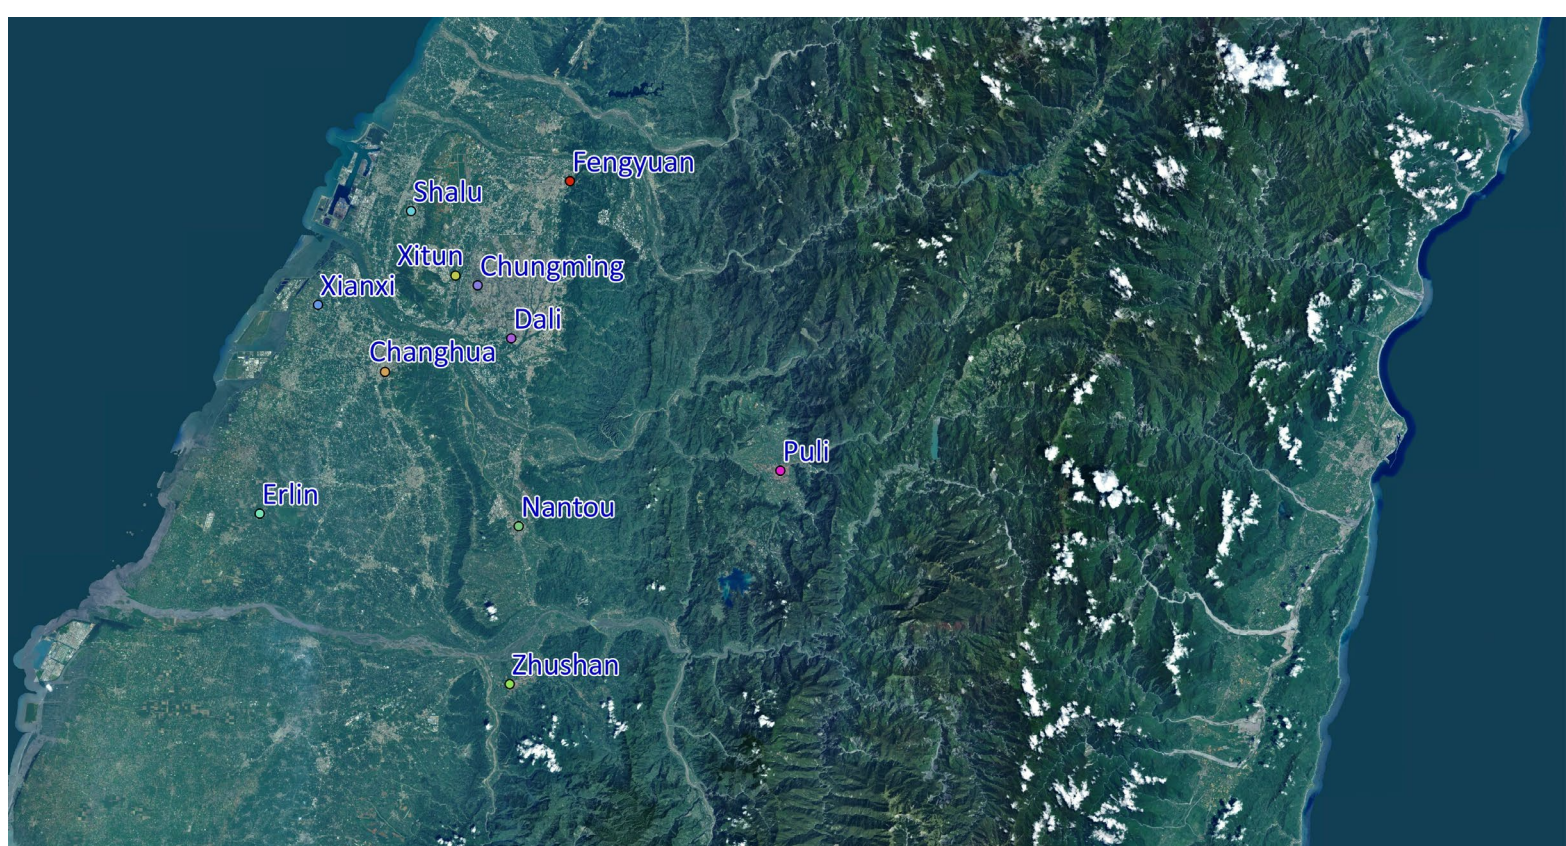 Fengyuan
Shalu
Xitun
Chungming
Xianxi
Dali
Changhua
Puli
Erlin
Nantou
Zhushan